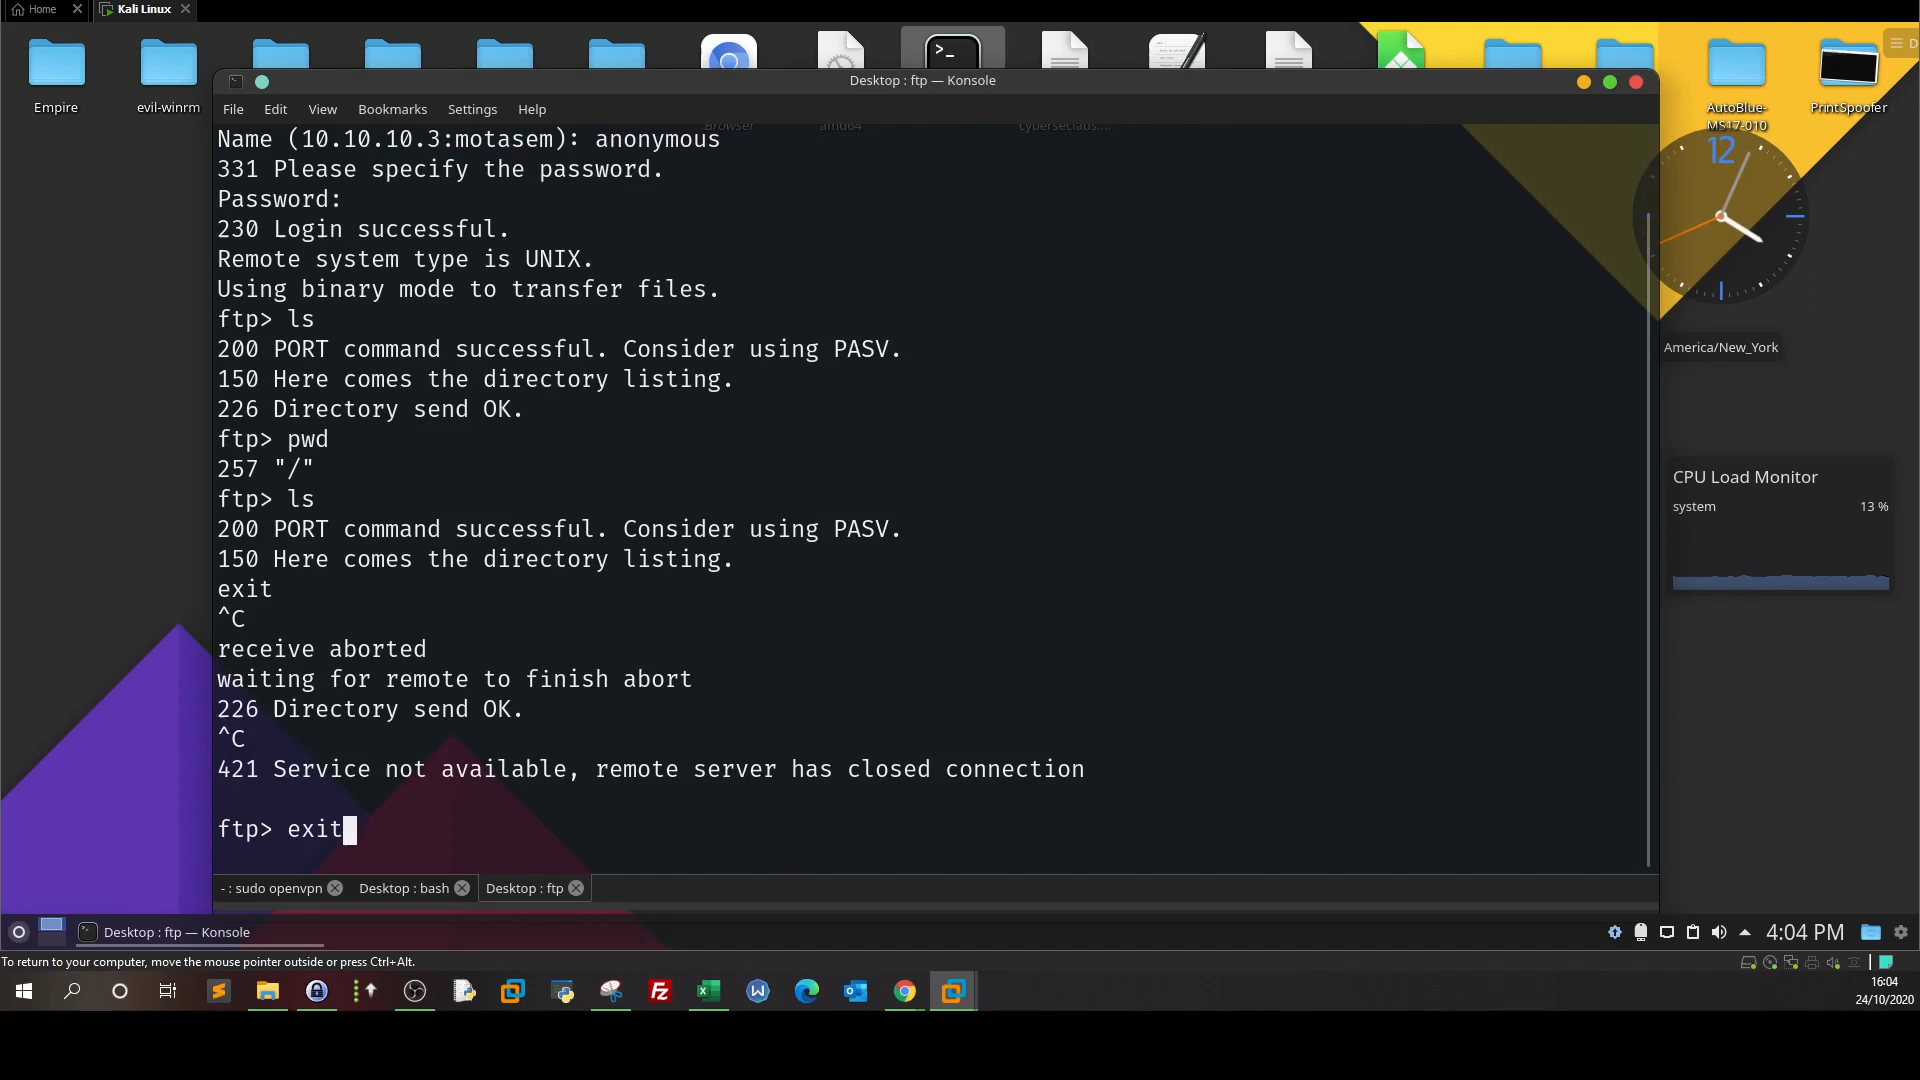 Home
Kali Linux
D
Desktop : ftp — Konsole
Empire
evil-winrm
AutoBlue-
MS17-010
PrintSpoofer
File Edit View Bookmarks Settings Help
Browser
amd64
cyberseclabs....
Name (10.10.10.3:motasem): anonymous
331 Please specify the password.
Password:
230 Login successful.
Remote system type is UNIX.
Using binary mode to transfer files.
ftp> ls
200 PORT command successful. Consider using PASV.
150 Here comes the directory listing.
226 Directory send OK.
ftp> pwd
257 "/"
ftp> ls
200 PORT command successful. Consider using PASV.
150 Here comes the directory listing.
exit
^C
receive aborted
waiting for remote to finish abort
226 Directory send OK.
^C
421 Service not available, remote server has closed connection
ftp> exit
12
America/New_York
CPU Load Monitor
system 13 %
- : sudo openvpn
Desktop : bash
Desktop : ftp
Desktop : ftp — Konsole
4:04 PM
To return to your computer, move the mouse pointer outside or press Ctrl+Alt.
16:04
24/10/2020